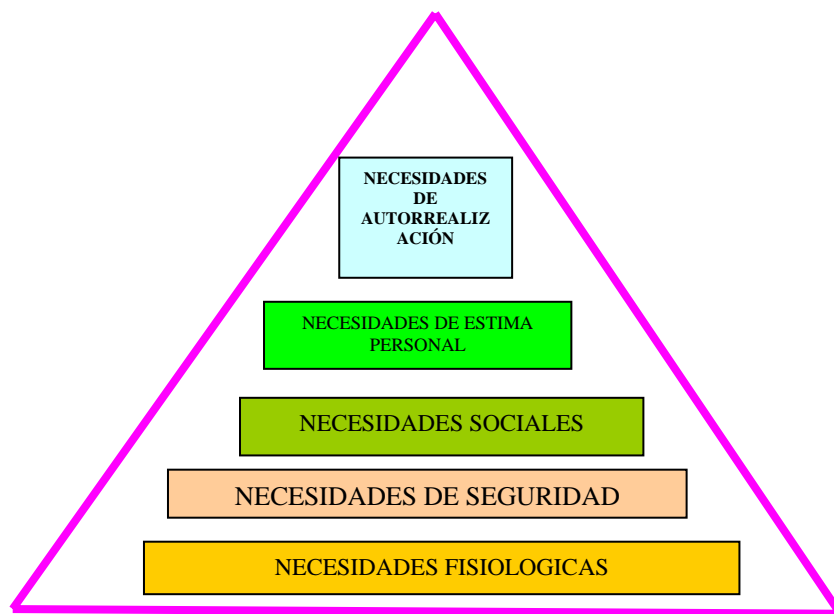 NECESIDADES
DE
AUTORREALIZ
ACIÓN
NECESIDADES DE ESTIMA
PERSONAL
NECESIDADES SOCIALES
NECESIDADES DE SEGURIDAD
NECESIDADES FISIOLOGICAS